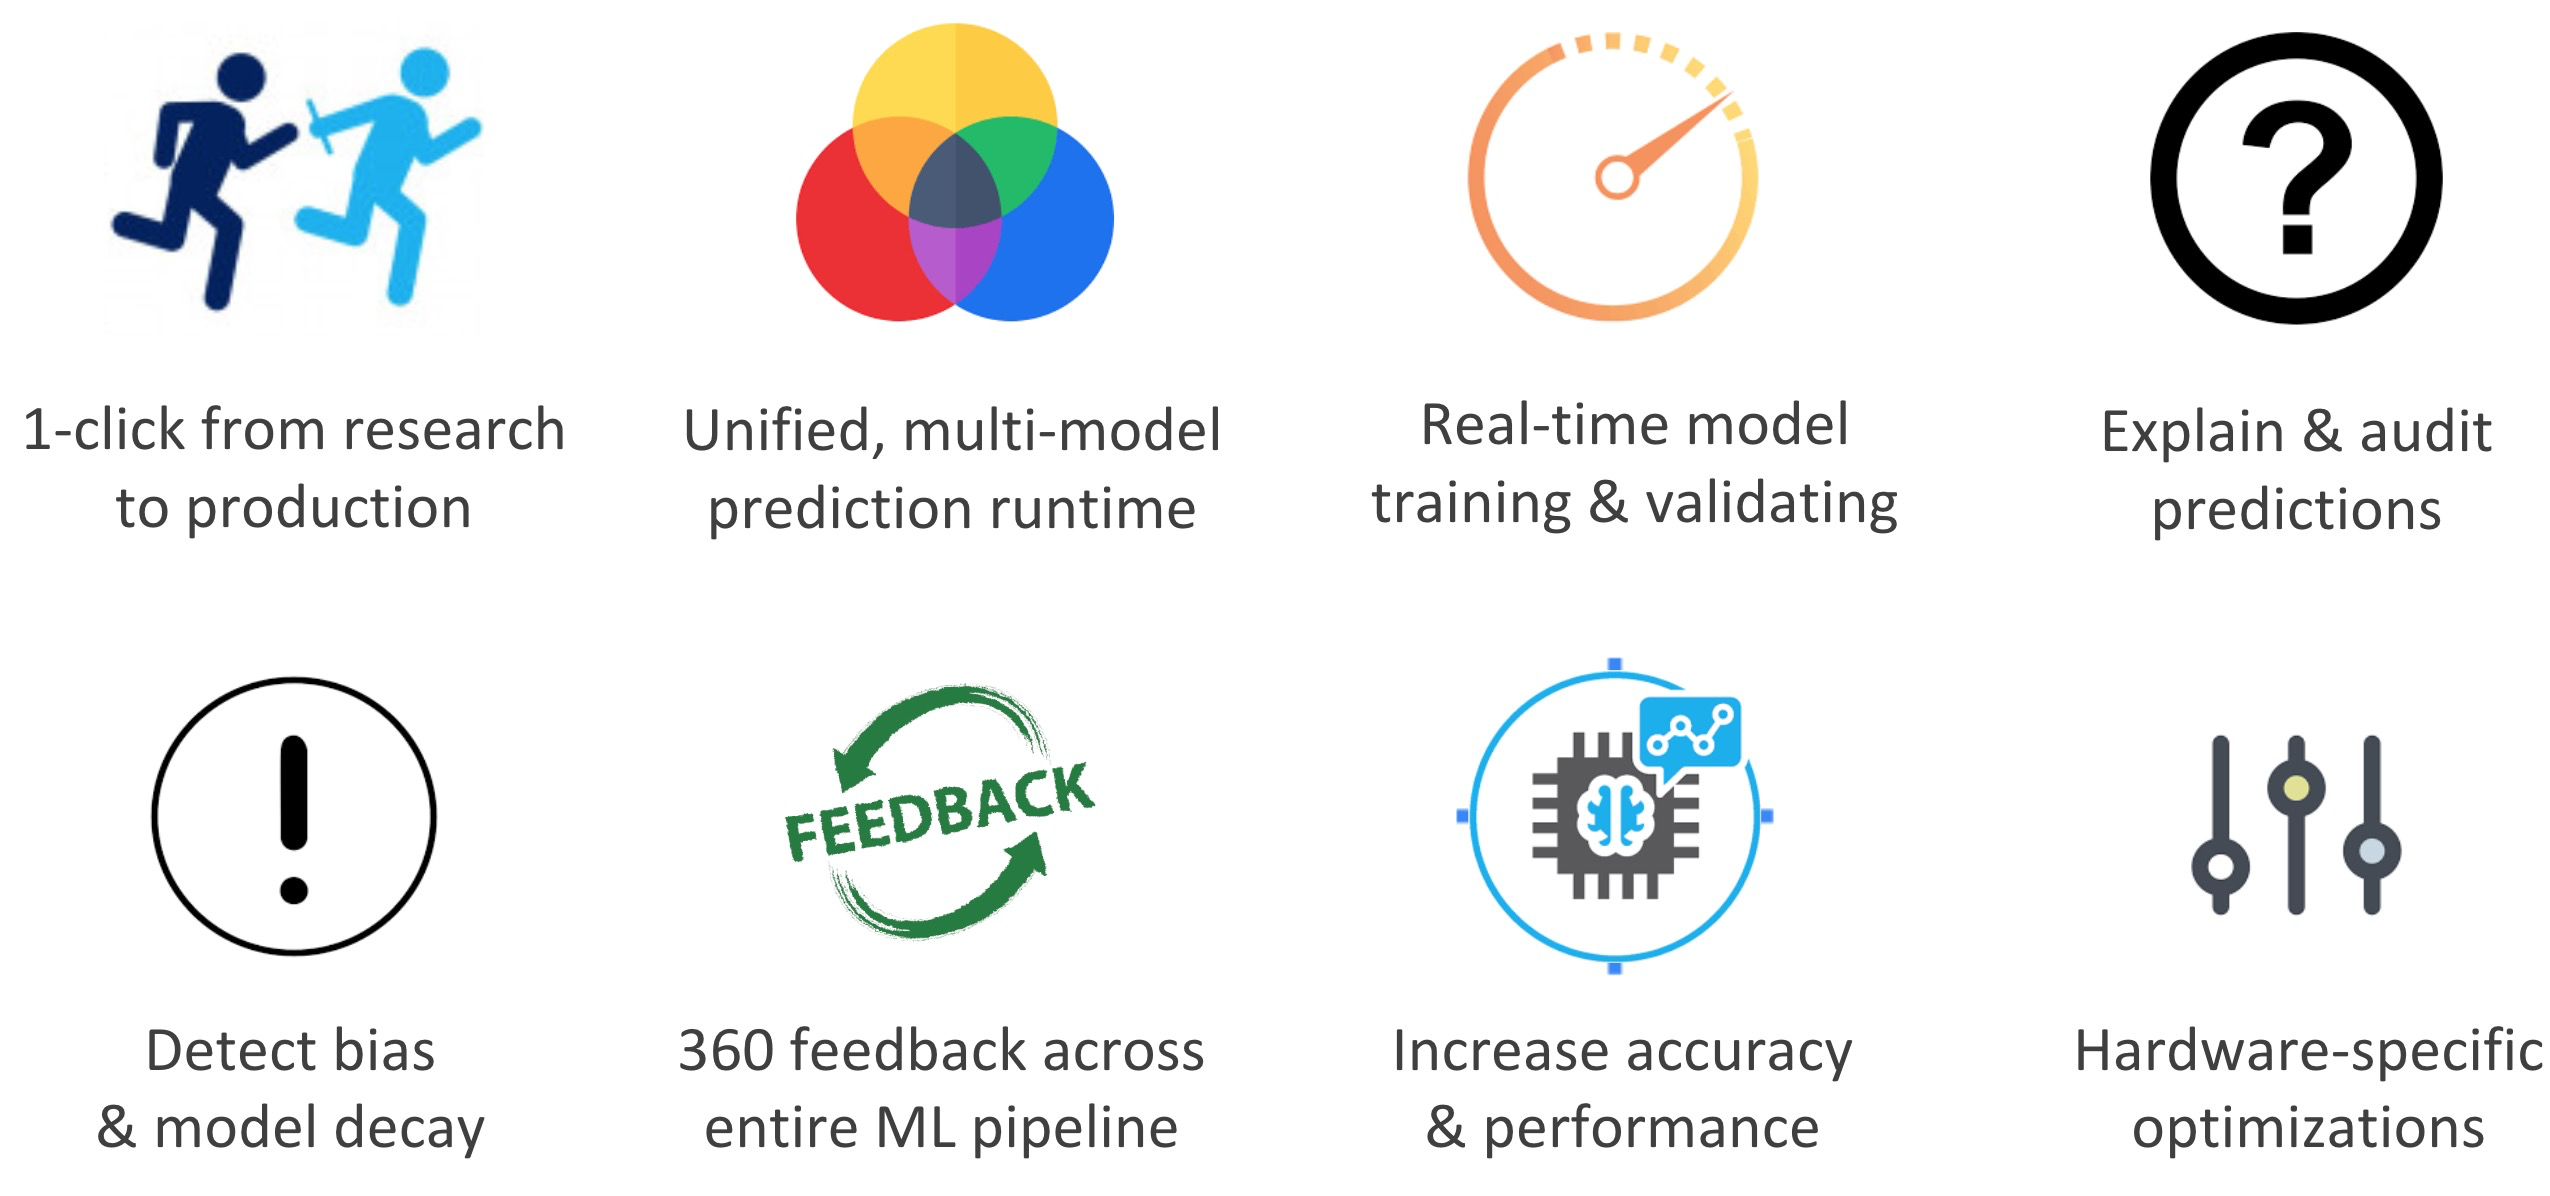 1-click from research
to production
Unified, multi-model
prediction runtime
Real-time model
training & validating
?
Explain & audit
predictions
!
Detect bias
& model decay
FEEDBACK
360 feedback across
entire ML pipeline
Increase accuracy
& performance
Hardware-specific
optimizations